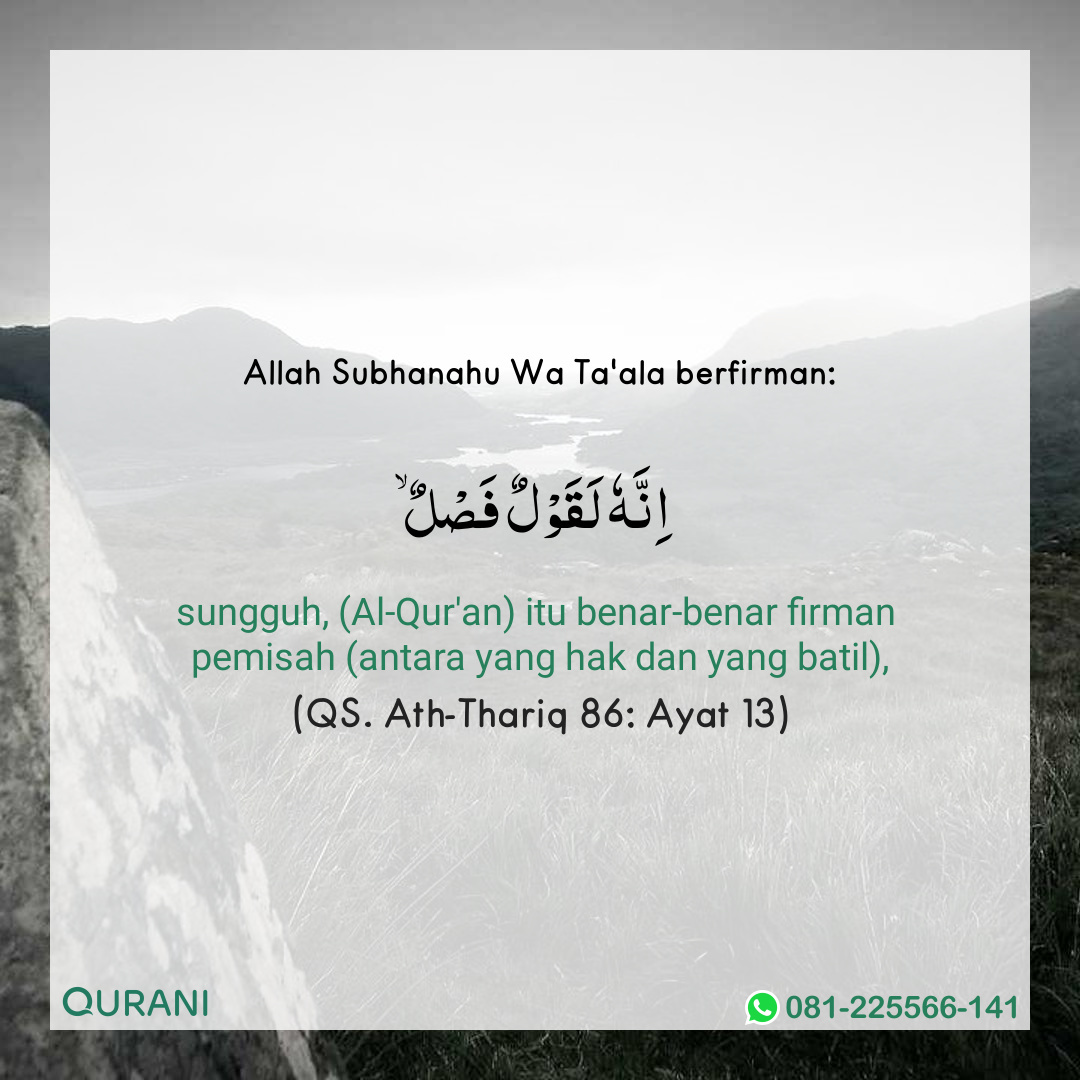 Allah Subhanahu Wa Ta'ala berfirman:
اِنَّهٗ لَقَوْلٌ فَصْلٌۙ
sungguh, (Al-Qur'an) itu benar-benar firman
pemisah (antara yang hak dan yang batil),
(QS. Ath-Thariq 86: Ayat 13)
QURANI
081-225566-141